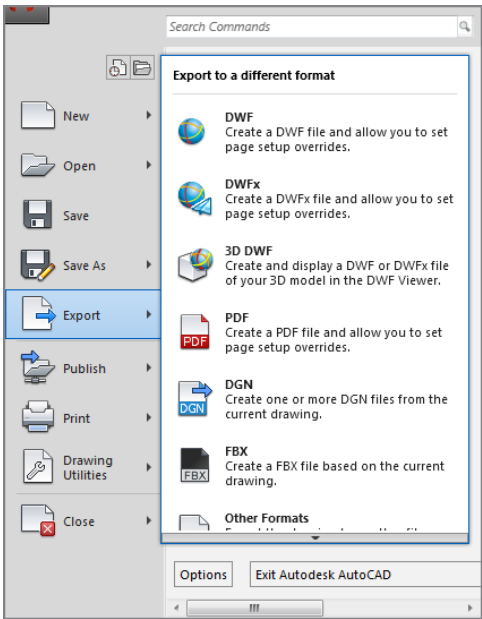 Search Commands
Export to a different format
New
Open
Save
Save As
Export
Publish
Print
Drawing
Utilities
Close
DWF
Create a DWF file and allow you to set
page setup overrides.
DWFx
Create a DWFx file and allow you to set
page setup overrides.
3D DWF
Create and display a DWF or DWFx file
of your 3D model in the DWF Viewer.
PDF
PDF
Create a PDF file and allow you to set
page setup overrides.
DGN
DGN
Create one or more DGN files from the
current drawing.
FBX
FBX
Create a FBX file based on the current
drawing.
Other Formats
Options
Exit Autodesk AutoCAD